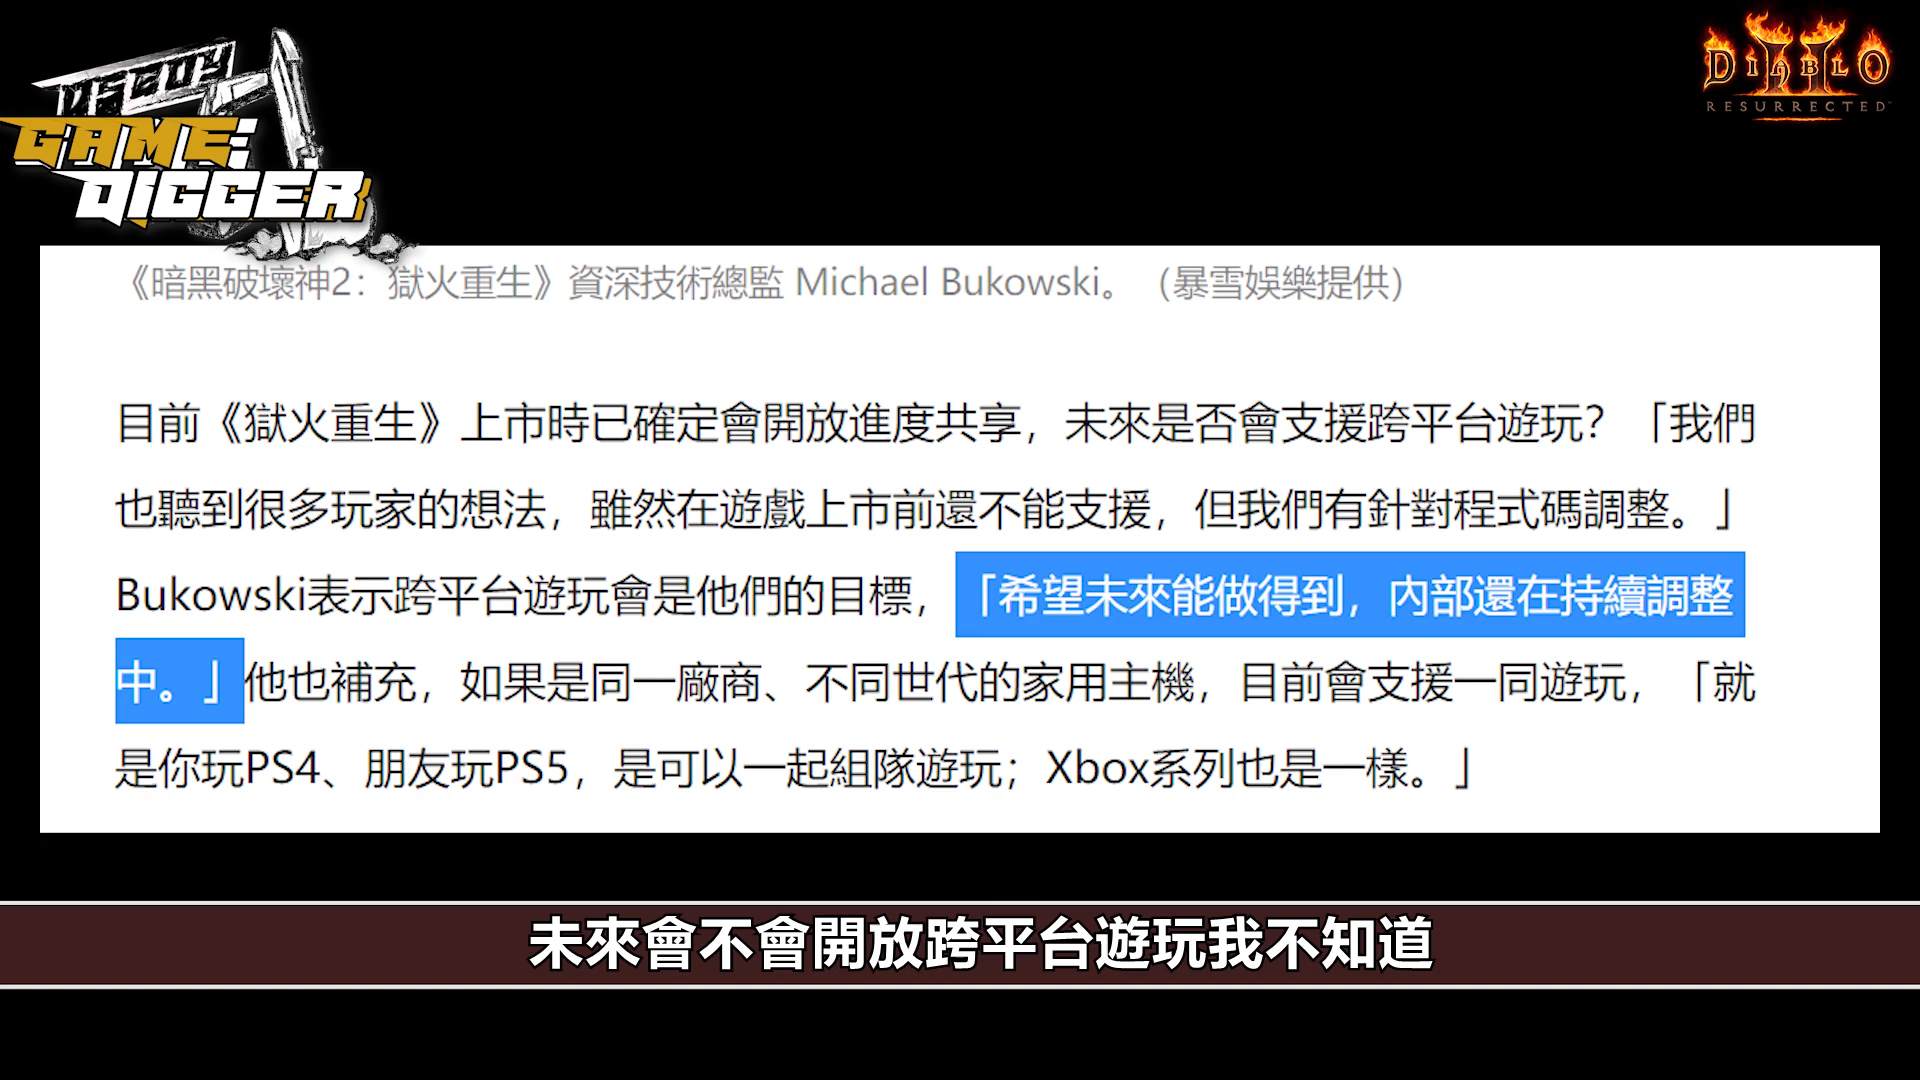 USEBOY
GAME:
DIGGER
DIABLO II
RESURRECTED
《暗黑破壞神2：獄火重生》資深技術總監 Michael Bukowski。（暴雪娛樂提供）
目前《獄火重生》上市時已確定會開放進度共享，未來是否會支援跨平台遊玩？「我們
也聽到很多玩家的想法，雖然在遊戲上市前還不能支援，但我們有針對程式碼調整。」
Bukowski表示跨平台遊玩會是他們的目標，「希望未來能做得到，內部還在持續調整
中。」他也補充，如果是同一廠商、不同世代的家用主機，目前會支援一同遊玩，「就
是你玩PS4、朋友玩PS5，是可以一起組隊遊玩；Xbox系列也是一樣。」
未來會不會開放跨平台遊玩我不知道